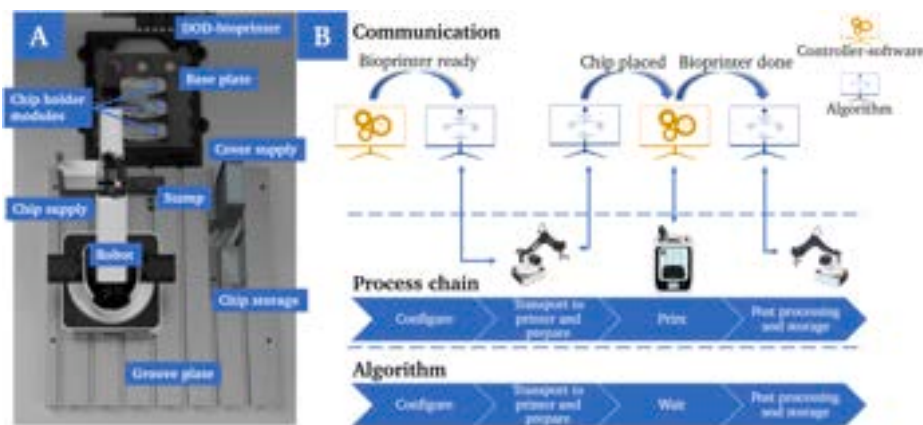 A
DOD-bioprinter
Base plate
Chip holder
modules
Cover supply
Chip supply
Robot
Chip storage
Groove plate
B
Communication
Bioprinter ready
Chip placed
Bioprinter done
Controller-software
Algorithm
Process chain
Configure
Transport to
printer and
prepare
Print
Post processing
and storage
Algorithm
Configure
Transport to
printer and
prepare
Wait
Post processing
and storage